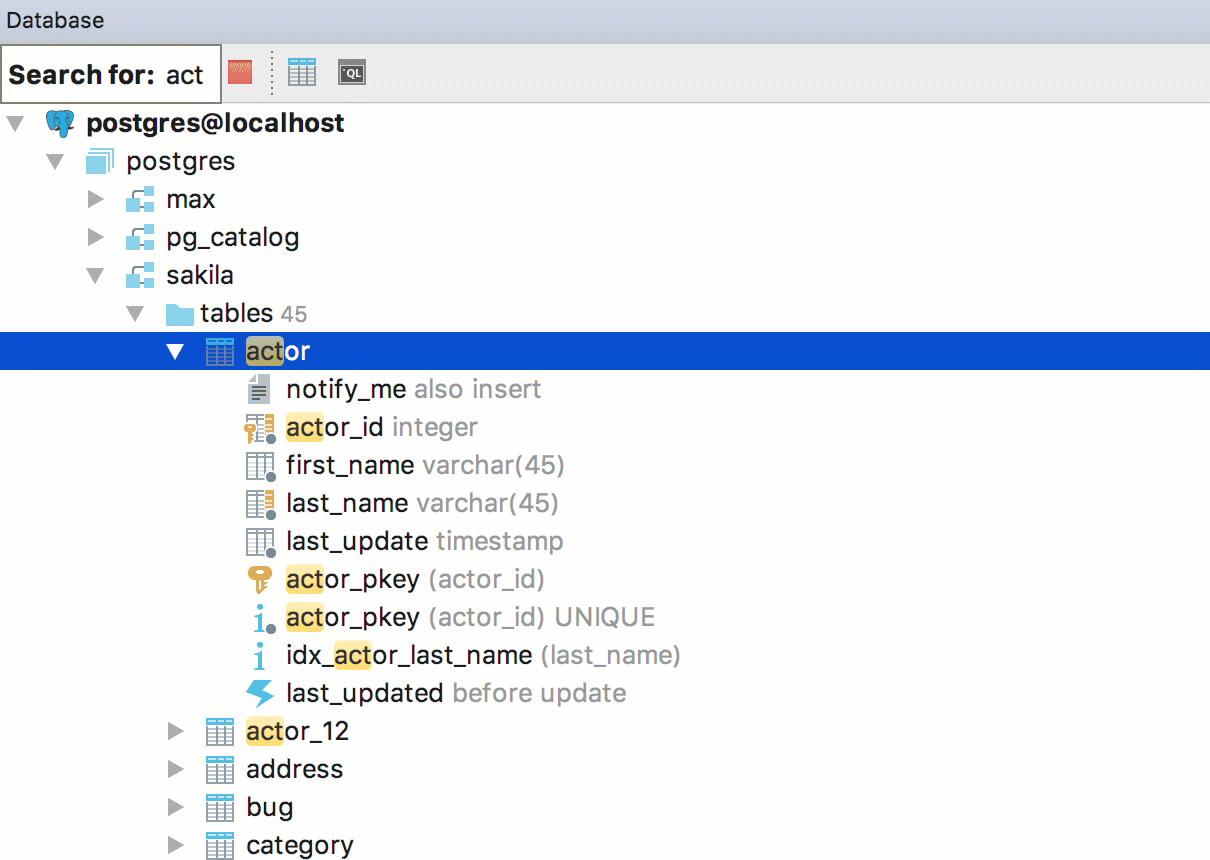 Database
Search for: act
QL
postgres@localhost
postgres
max
pg_catalog
sakila
tables 45
actor
notify_me also insert
actor_id integer
first_name varchar(45)
last_name varchar(45)
last_update timestamp
actor_pkey (actor_id)
actor_pkey (actor_id) UNIQUE
idx_actor_last_name (last_name)
last_updated before update
actor_12
address
bug
category